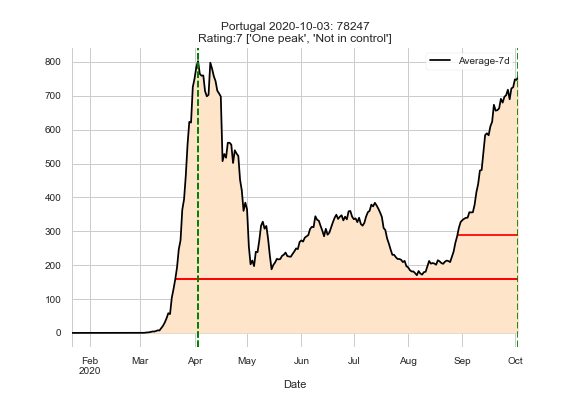 Portugal 2020-10-03: 78247
Rating:7 ['One peak', 'Not in control']
Average-7d
800
700
600
500
400
300
200
100
0
Feb Mar Apr May Jun Jul Aug Sep Oct
2020
Date